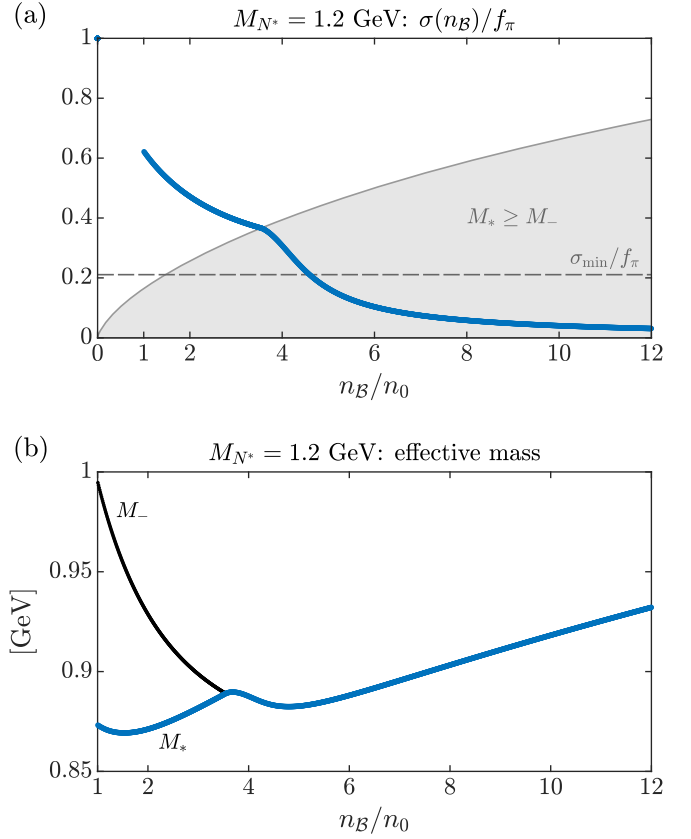 (a)
M_{N*} = 1.2 GeV: σ(n_ℬ)/f_π
1
0.8
0.6
0.4
0.2
0
M_* ≥ M_−
σ_min/f_π
0 1 2 4 6 8 10 12
n_ℬ/n_0
(b)
M_{N*} = 1.2 GeV: effective mass
1
0.95
0.9
0.85
[GeV]
M_−
M_*
1 2 4 6 8 10 12
n_ℬ/n_0